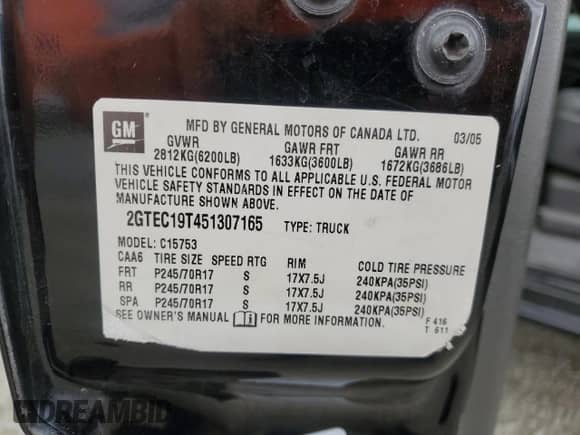 GM
MFD BY GENERAL MOTORS OF CANADA LTD. 03/05
GVWR GAWR FRT GAWR RR
2812KG(6200LB) 1633KG(3600LB) 1672KG(3686LB)
THIS VEHICLE CONFORMS TO ALL APPLICABLE U.S. FEDERAL MOTOR
VEHICLE SAFETY STANDARDS IN EFFECT ON THE DATE OF
MANUFACTURE SHOWN ABOVE.
2GTEC19T451307165 TYPE: TRUCK
MODEL: C15753
CAA6 TIRE SIZE SPEED RTG RIM COLD TIRE PRESSURE
FRT P245/70R17 S 17X7.5J 240KPA(35PSI)
RR P245/70R17 S 17X7.5J 240KPA(35PSI)
SPA P245/70R17 S 17X7.5J 240KPA(35PSI)
SEE OWNER'S MANUAL FOR MORE INFORMATION. F 416
T 611
DREAMBID